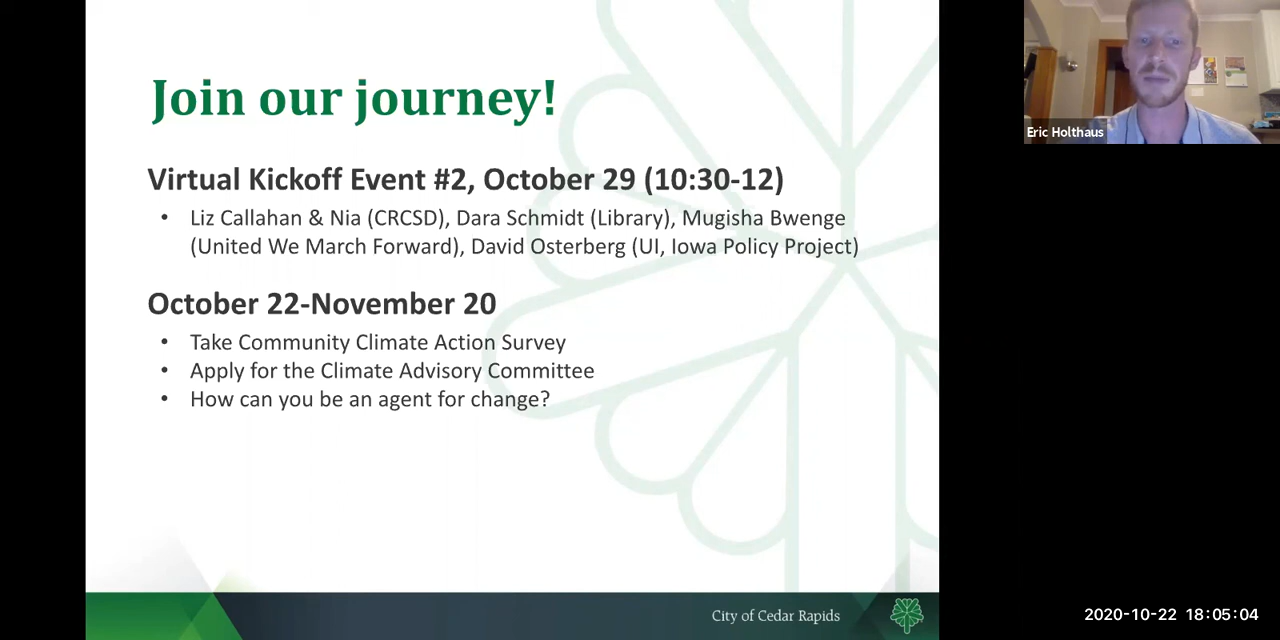 Join our journey!
Virtual Kickoff Event #2, October 29 (10:30-12)
• Liz Callahan & Nia (CRCSD), Dara Schmidt (Library), Mugisha Bwenge
(United We March Forward), David Osterberg (UI, Iowa Policy Project)
October 22-November 20
• Take Community Climate Action Survey
• Apply for the Climate Advisory Committee
• How can you be an agent for change?
City of Cedar Rapids
Eric Holthaus
2020-10-22 18:05:04